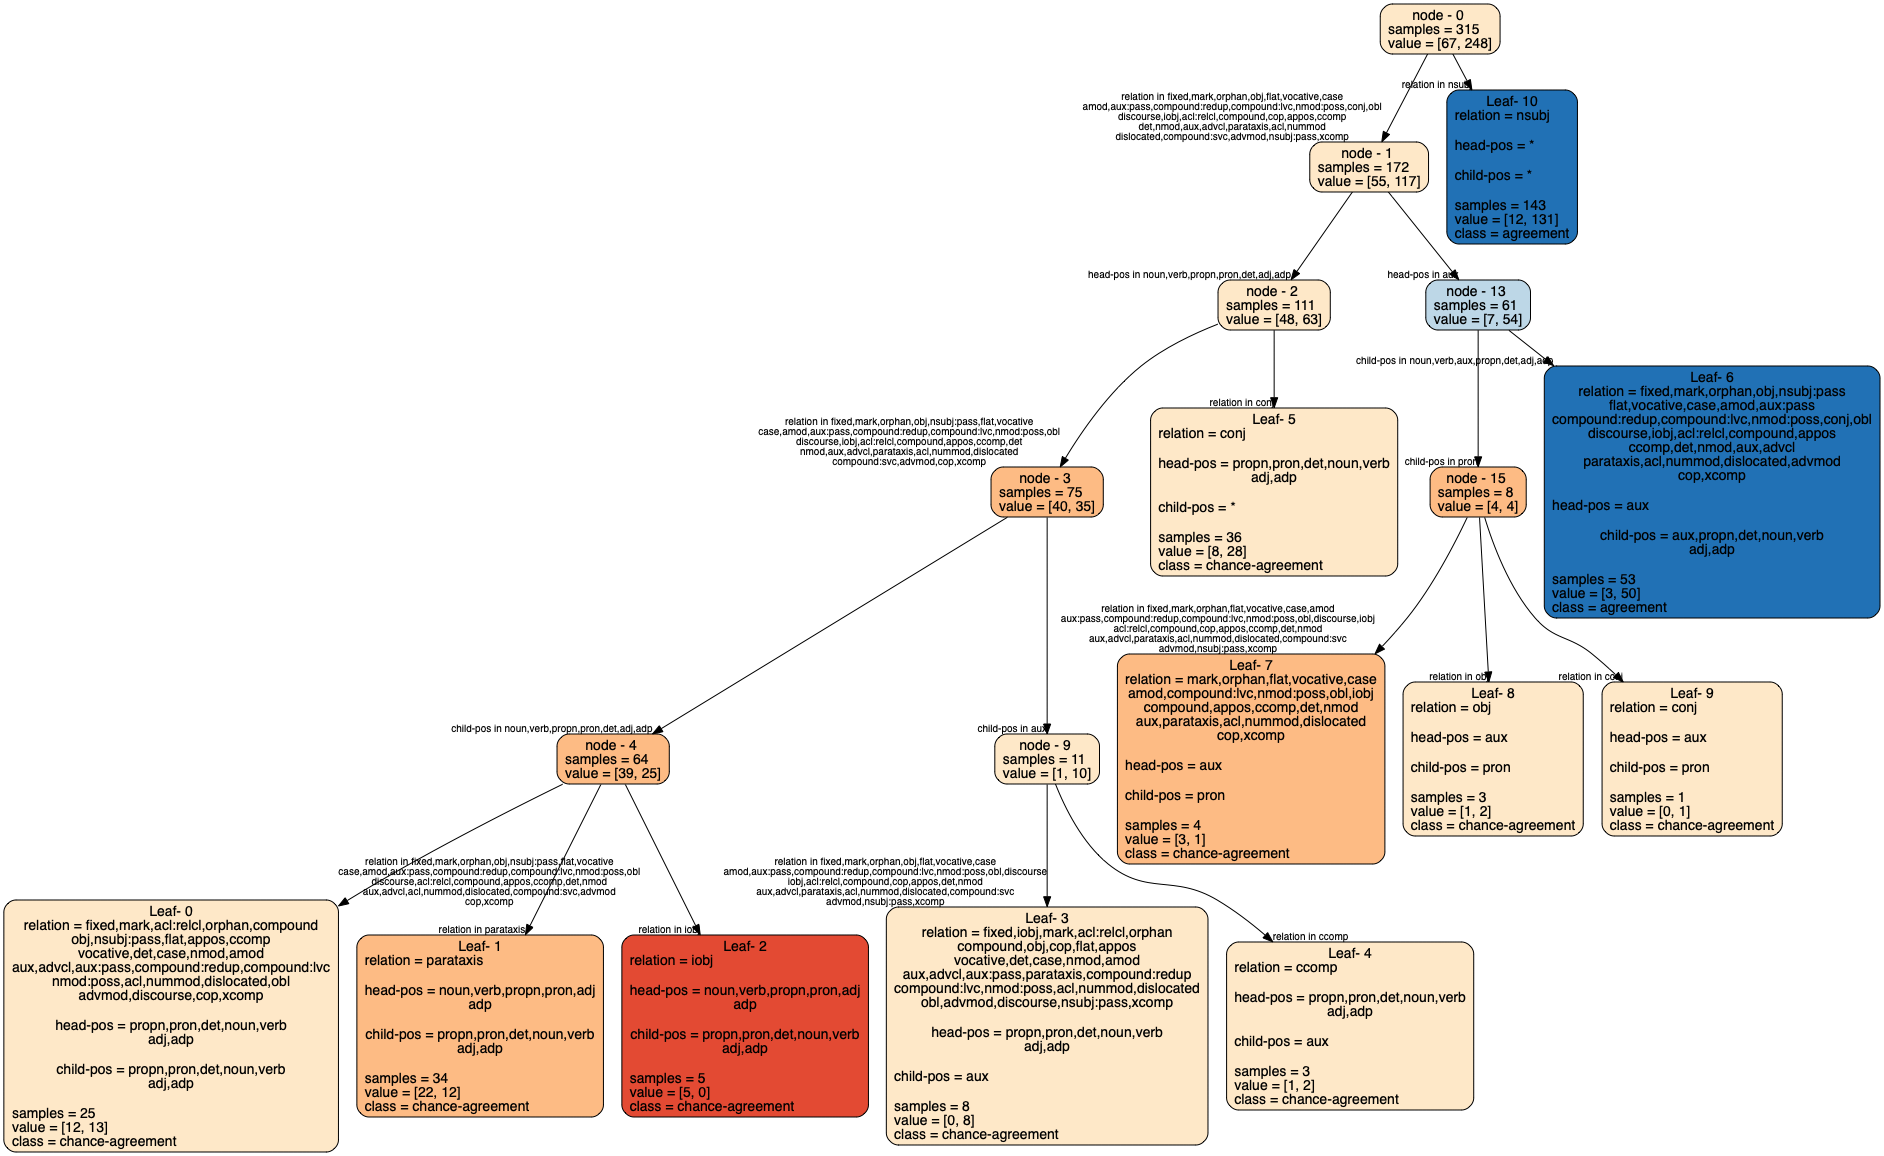 node - 0
samples = 315
value = [67, 248]
relation in nsubj
relation in fixed,mark,orphan,obj,flat,vocative,case
amod,aux:pass,compound:redup,compound:lvc,nmod:poss,conj,obl
discourse,iobj,acl:relcl,compound,cop,appos,ccomp
det,nmod,aux,advcl,parataxis,acl,nummod
dislocated,compound:svc,advmod,nsubj:pass,xcomp
Leaf- 10
relation = nsubj
head-pos = *
child-pos = *
samples = 143
value = [12, 131]
class = agreement
node - 1
samples = 172
value = [55, 117]
head-pos in noun,verb,propn,pron,det,adj,adp
head-pos in aux
node - 2
samples = 111
value = [48, 63]
node - 13
samples = 61
value = [7, 54]
child-pos in noun,verb,aux,propn,det,adj,adp
relation in fixed,mark,orphan,obj,nsubj:pass,flat,vocative
case,amod,aux:pass,compound:redup,compound:lvc,nmod:poss,obl
discourse,iobj,acl:relcl,compound,appos,ccomp,det
nmod,aux,advcl,parataxis,acl,nummod,dislocated
compound:svc,advmod,cop,xcomp
relation in conj
Leaf- 5
relation = conj
head-pos = propn,pron,det,noun,verb
adj,adp
child-pos = *
samples = 36
value = [8, 28]
class = chance-agreement
child-pos in pron
Leaf- 6
relation = fixed,mark,orphan,obj,nsubj:pass
flat,vocative,case,amod,aux:pass
compound:redup,compound:lvc,nmod:poss,conj,obl
discourse,iobj,acl:relcl,compound,appos
ccomp,det,nmod,aux,advcl
parataxis,acl,nummod,dislocated,advmod
cop,xcomp
head-pos = aux
child-pos = aux,propn,det,noun,verb
adj,adp
samples = 53
value = [3, 50]
class = agreement
node - 3
samples = 75
value = [40, 35]
node - 15
samples = 8
value = [4, 4]
relation in fixed,mark,orphan,flat,vocative,case,amod
aux:pass,compound:redup,compound:lvc,nmod:poss,obl,discourse,iobj
acl:relcl,compound,cop,appos,ccomp,det,nmod
aux,advcl,parataxis,acl,nummod,dislocated,compound:svc
advmod,nsubj:pass,xcomp
relation in obj
relation in conj
Leaf- 7
relation = mark,orphan,flat,vocative,case
amod,compound:lvc,nmod:poss,obl,iobj
compound,appos,ccomp,det,nmod
aux,parataxis,acl,nummod,dislocated
cop,xcomp
head-pos = aux
child-pos = pron
samples = 4
value = [3, 1]
class = chance-agreement
Leaf- 8
relation = obj
head-pos = aux
child-pos = pron
samples = 3
value = [1, 2]
class = chance-agreement
Leaf- 9
relation = conj
head-pos = aux
child-pos = pron
samples = 1
value = [0, 1]
class = chance-agreement
child-pos in noun,verb,propn,pron,det,adj,adp
child-pos in aux
node - 4
samples = 64
value = [39, 25]
node - 9
samples = 11
value = [1, 10]
relation in fixed,mark,orphan,obj,nsubj:pass,flat,vocative
case,amod,aux:pass,compound:redup,compound:lvc,nmod:poss,obl
discourse,acl:relcl,compound,appos,ccomp,det,nmod
aux,advcl,acl,nummod,dislocated,compound:svc,advmod
cop,xcomp
relation in parataxis
relation in iobj
relation in fixed,mark,orphan,obj,flat,vocative,case
amod,aux:pass,compound:redup,compound:lvc,nmod:poss,obl,discourse
iobj,acl:relcl,compound,cop,appos,det,nmod
aux,advcl,parataxis,acl,nummod,dislocated,compound:svc
advmod,nsubj:pass,xcomp
relation in ccomp
Leaf- 0
relation = fixed,mark,acl:relcl,orphan,compound
obj,nsubj:pass,flat,appos,ccomp
vocative,det,case,nmod,amod
aux,advcl,aux:pass,compound:redup,compound:lvc
nmod:poss,acl,nummod,dislocated,obl
advmod,discourse,cop,xcomp
head-pos = propn,pron,det,noun,verb
adj,adp
child-pos = propn,pron,det,noun,verb
adj,adp
samples = 25
value = [12, 13]
class = chance-agreement
Leaf- 1
relation = parataxis
head-pos = noun,verb,propn,pron,adj
adp
child-pos = propn,pron,det,noun,verb
adj,adp
samples = 34
value = [22, 12]
class = chance-agreement
Leaf- 2
relation = iobj
head-pos = noun,verb,propn,pron,adj
adp
child-pos = propn,pron,det,noun,verb
adj,adp
samples = 5
value = [5, 0]
class = chance-agreement
Leaf- 3
relation = fixed,iobj,mark,acl:relcl,orphan
compound,obj,cop,flat,appos
vocative,det,case,nmod,amod
aux,advcl,aux:pass,parataxis,compound:redup
compound:lvc,nmod:poss,acl,nummod,dislocated
obl,advmod,discourse,nsubj:pass,xcomp
head-pos = propn,pron,det,noun,verb
adj,adp
child-pos = aux
samples = 8
value = [0, 8]
class = chance-agreement
Leaf- 4
relation = ccomp
head-pos = propn,pron,det,noun,verb
adj,adp
child-pos = aux
samples = 3
value = [1, 2]
class = chance-agreement